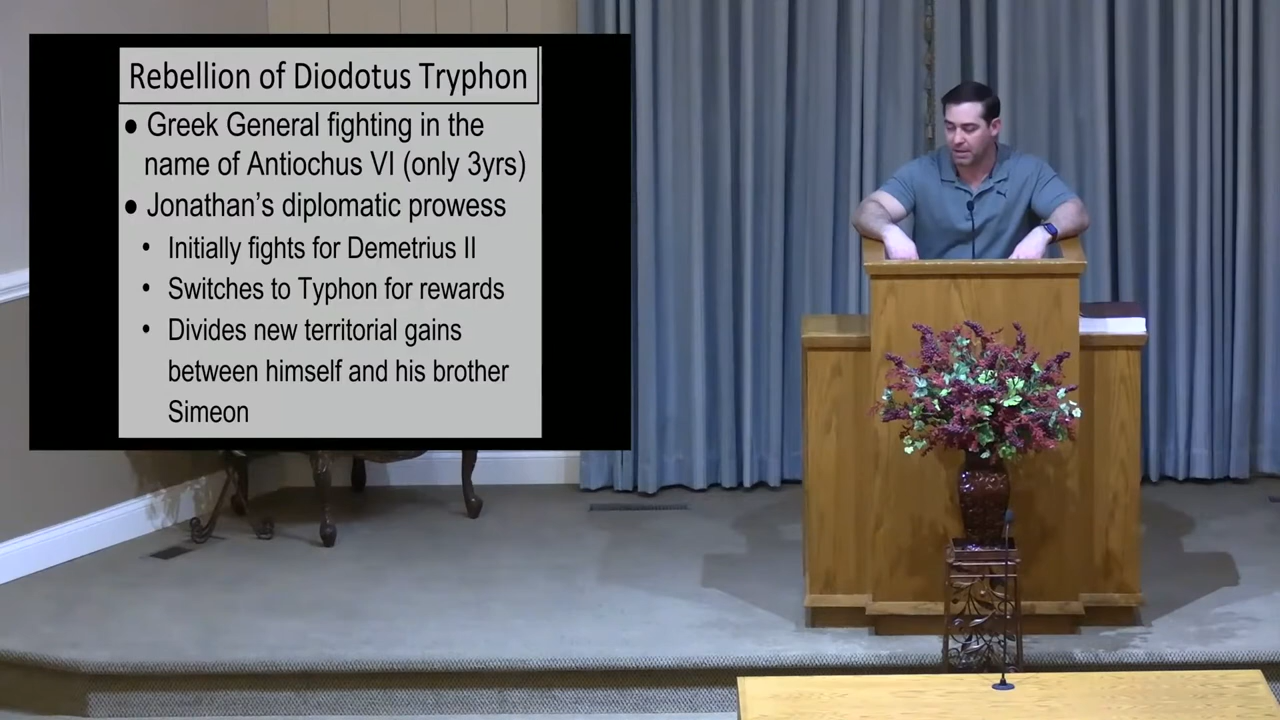 Rebellion of Diodotus Tryphon
● Greek General fighting in the
name of Antiochus VI (only 3yrs)
● Jonathan's diplomatic prowess
• Initially fights for Demetrius II
• Switches to Typhon for rewards
• Divides new territorial gains
between himself and his brother
Simeon